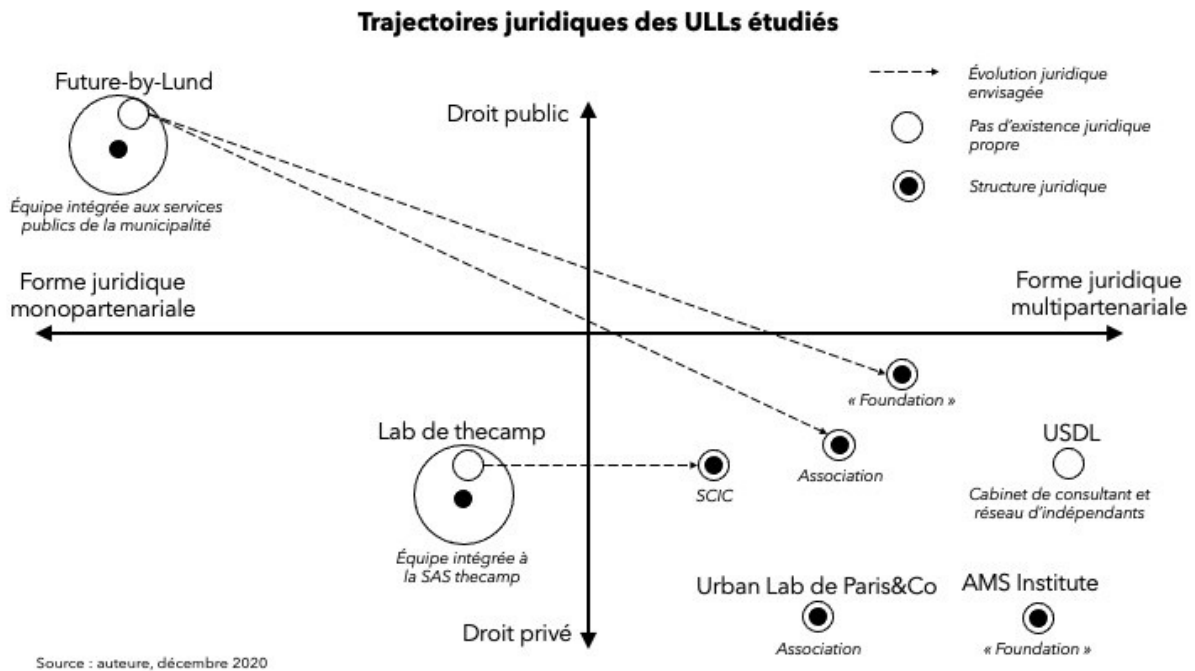 Trajectoires juridiques des ULLs étudiés
Future-by-Lund
Équipe intégrée aux services
publics de la municipalité
Droit public
Évolution juridique
envisagée
Pas d'existence juridique
propre
Structure juridique
Forme juridique
monopartenariale
Forme juridique
multipartenariale
« Foundation »
Lab de thecamp
Équipe intégrée à
la SAS thecamp
SCIC
Association
USDL
Cabinet de consultant et
réseau d'indépendants
Urban Lab de Paris&Co
Association
AMS Institute
« Foundation »
Droit privé
Source : auteure, décembre 2020